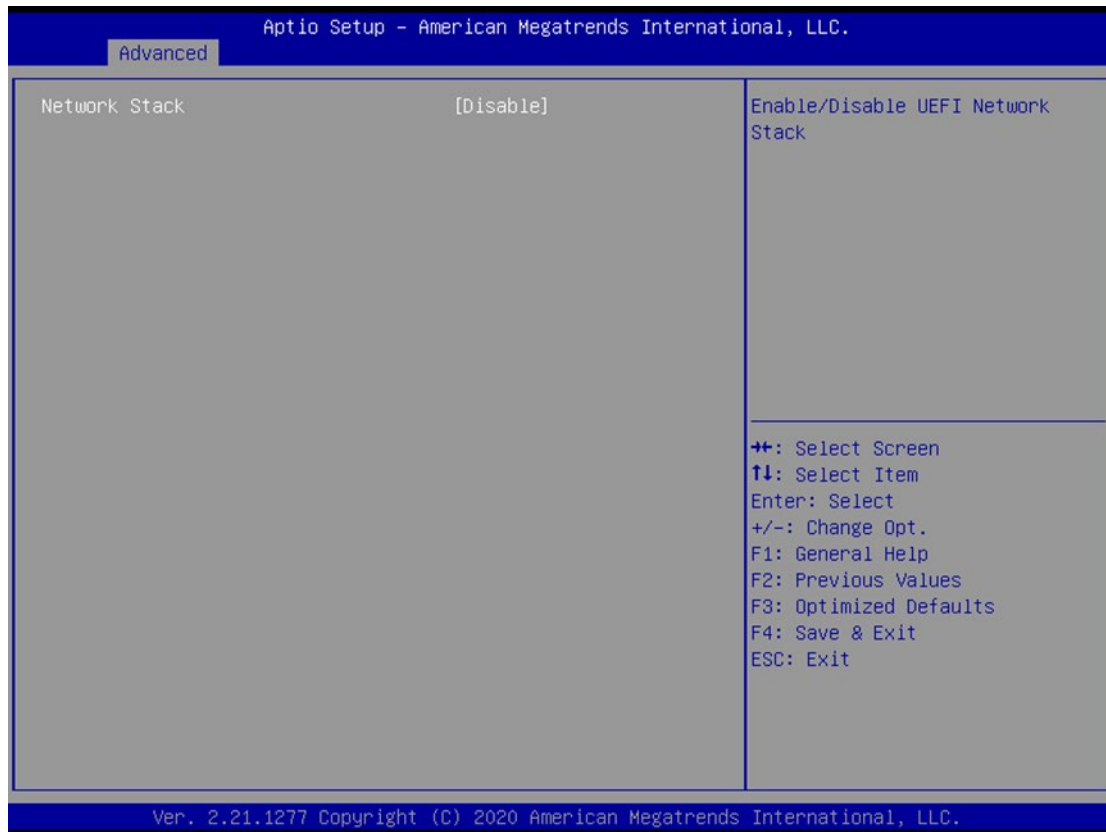 Aptio Setup – American Megatrends International, LLC.
Advanced
Network Stack [Disable]
Enable/Disable UEFI Network
Stack
→←: Select Screen
↑↓: Select Item
Enter: Select
+/-: Change Opt.
F1: General Help
F2: Previous Values
F3: Optimized Defaults
F4: Save & Exit
ESC: Exit
Ver. 2.21.1277 Copyright (C) 2020 American Megatrends International, LLC.